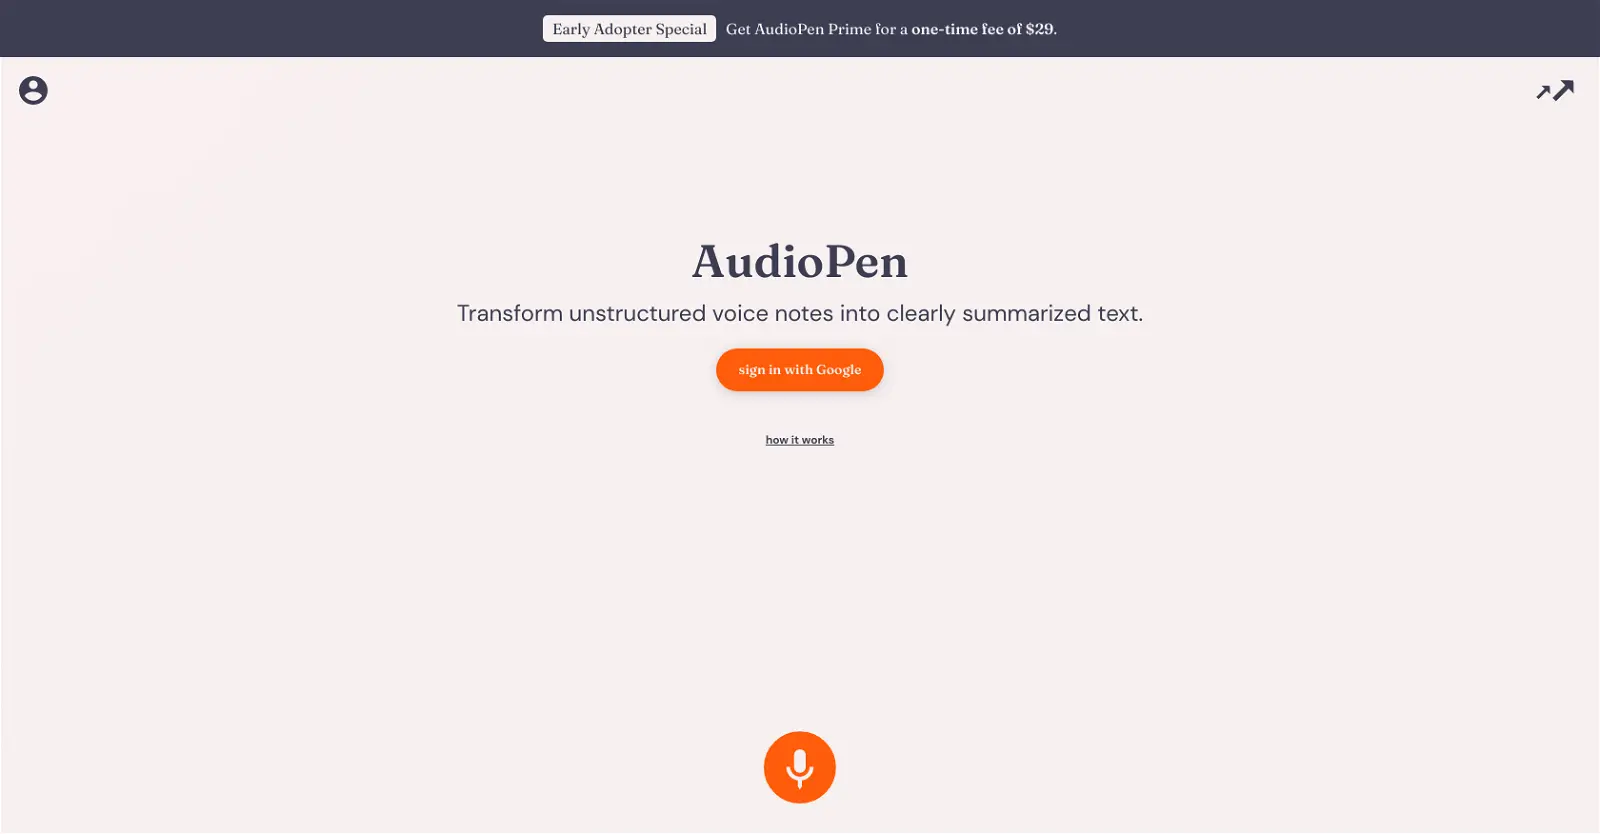 Early Adopter Special Get AudioPen Prime for a one-time fee of $29.
AudioPen
Transform unstructured voice notes into clearly summarized text.
sign in with Google
how it works